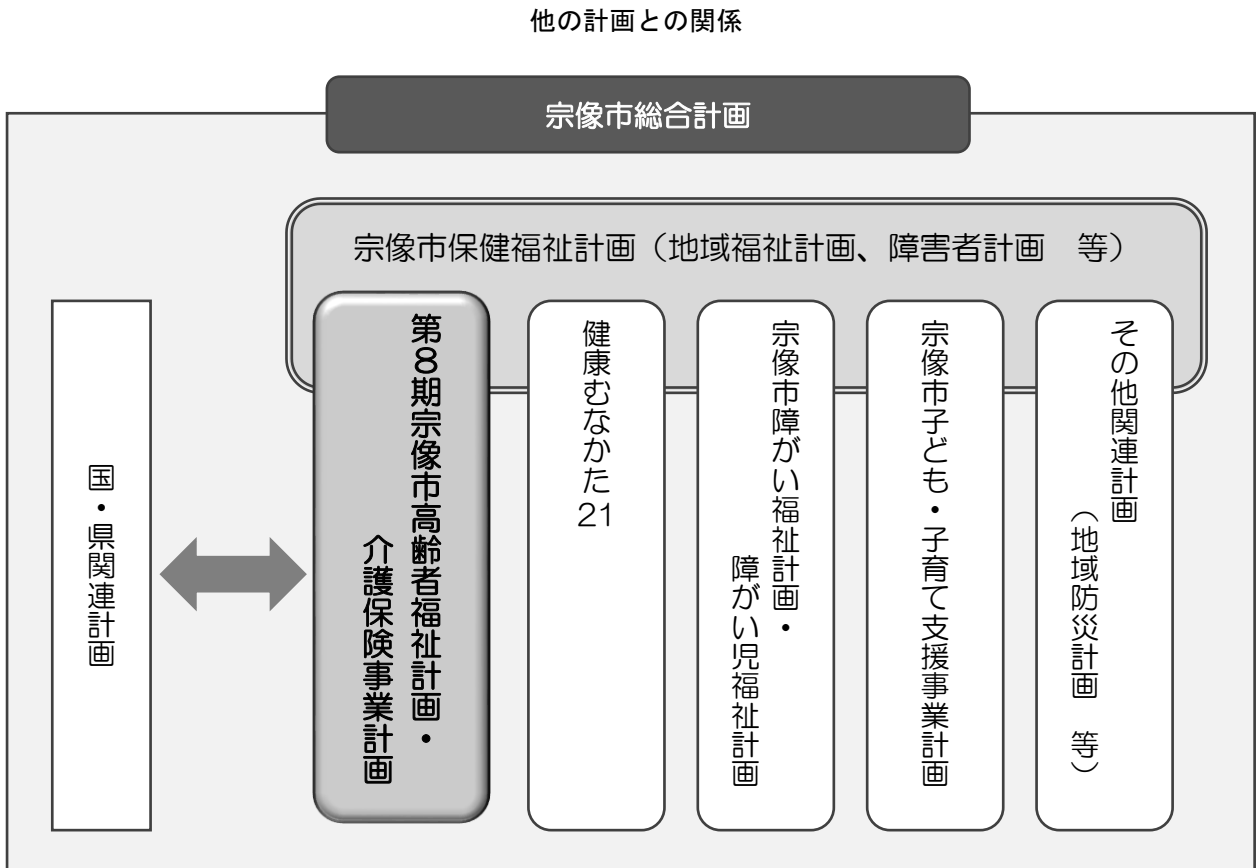 他の計画との関係
宗像市総合計画
宗像市保健福祉計画（地域福祉計画、障害者計画　等）
国・県関連計画
第８期宗像市高齢者福祉計画・
介護保険事業計画
健康むなかた21
宗像市障がい福祉計画・
障がい児福祉計画
宗像市子ども・子育て支援事業計画
その他関連計画
（地域防災計画　等）